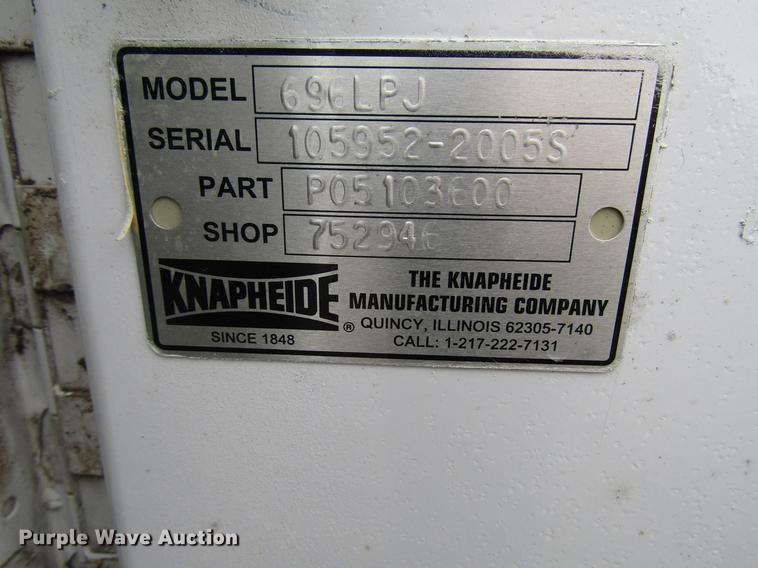 MODEL 696LPJ
SERIAL 105952-2005S
PART P05103600
SHOP 752946
KNAPHEIDE ®
SINCE 1848
THE KNAPHEIDE
MANUFACTURING COMPANY
QUINCY, ILLINOIS 62305-7140
CALL: 1-217-222-7131
Purple Wave Auction